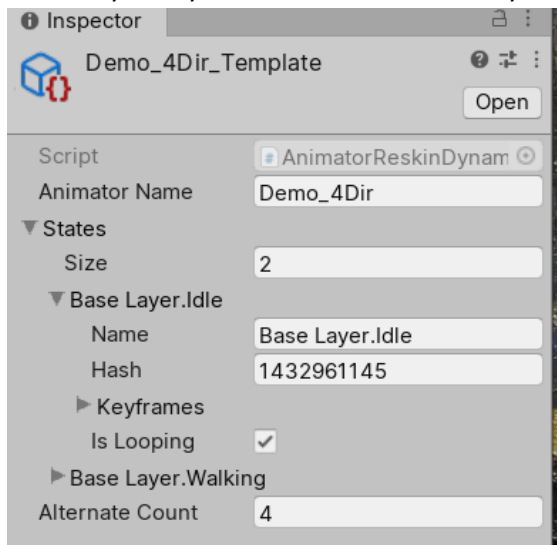 Inspector
Demo_4Dir_Template
Open
Script AnimatorReskinDynam
Animator Name Demo_4Dir
States
Size 2
Base Layer.Idle
Name Base Layer.Idle
Hash 1432961145
Keyframes
Is Looping
Base Layer.Walking
Alternate Count 4